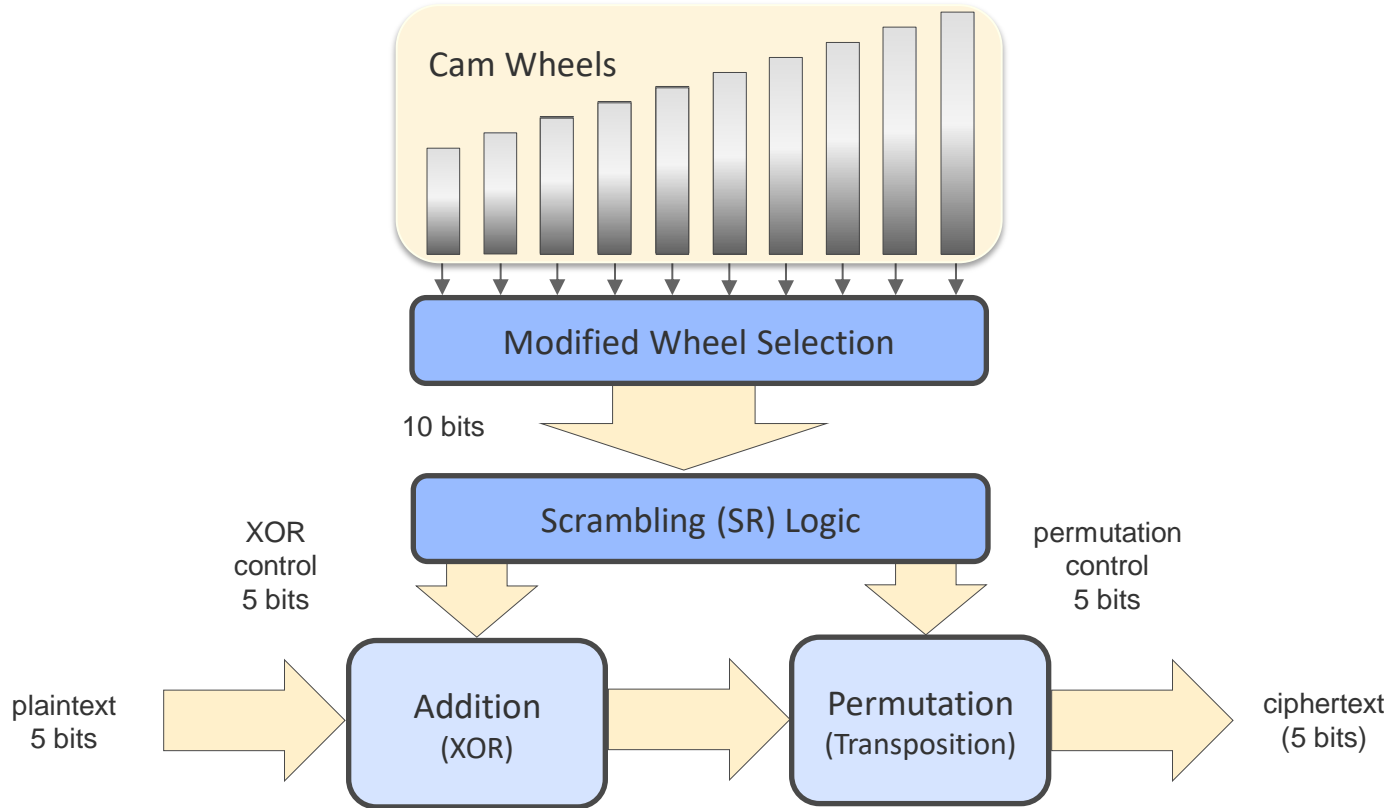 Cam Wheels
Modified Wheel Selection
10 bits
Scrambling (SR) Logic
XOR
control
5 bits
permutation
control
5 bits
plaintext
5 bits
Addition
(XOR)
Permutation
(Transposition)
ciphertext
(5 bits)